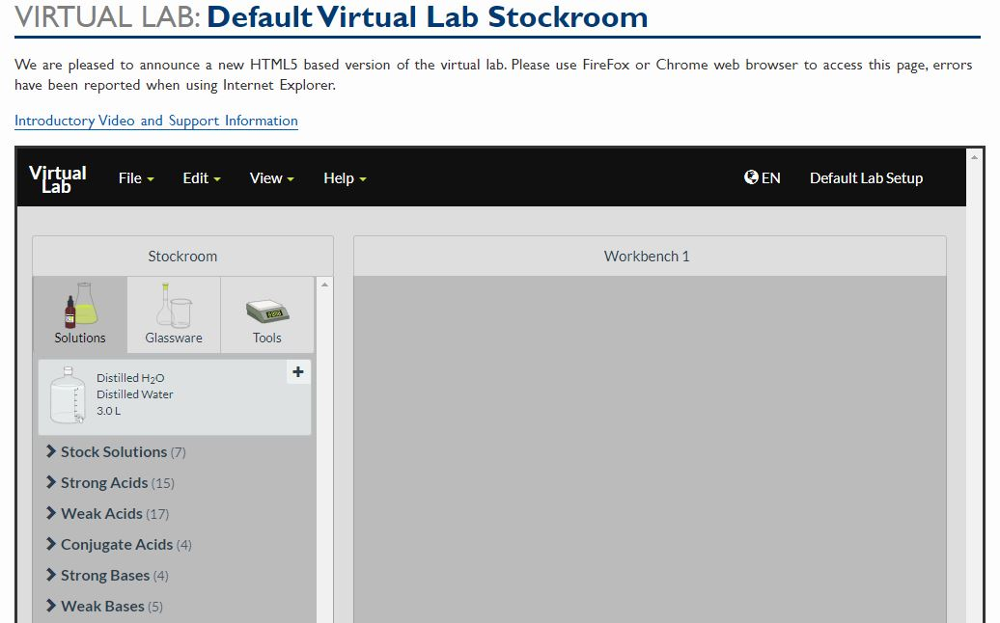 VIRTUAL LAB: Default Virtual Lab Stockroom
We are pleased to announce a new HTML5 based version of the virtual lab. Please use FireFox or Chrome web browser to access this page, errors
have been reported when using Internet Explorer.
Introductory Video and Support Information
Virtual Lab File Edit View Help EN Default Lab Setup
Stockroom
Workbench 1
Solutions Glassware Tools
Distilled H₂O
Distilled Water
3.0 L
Stock Solutions (7)
Strong Acids (15)
Weak Acids (17)
Conjugate Acids (4)
Strong Bases (4)
Weak Bases (5)